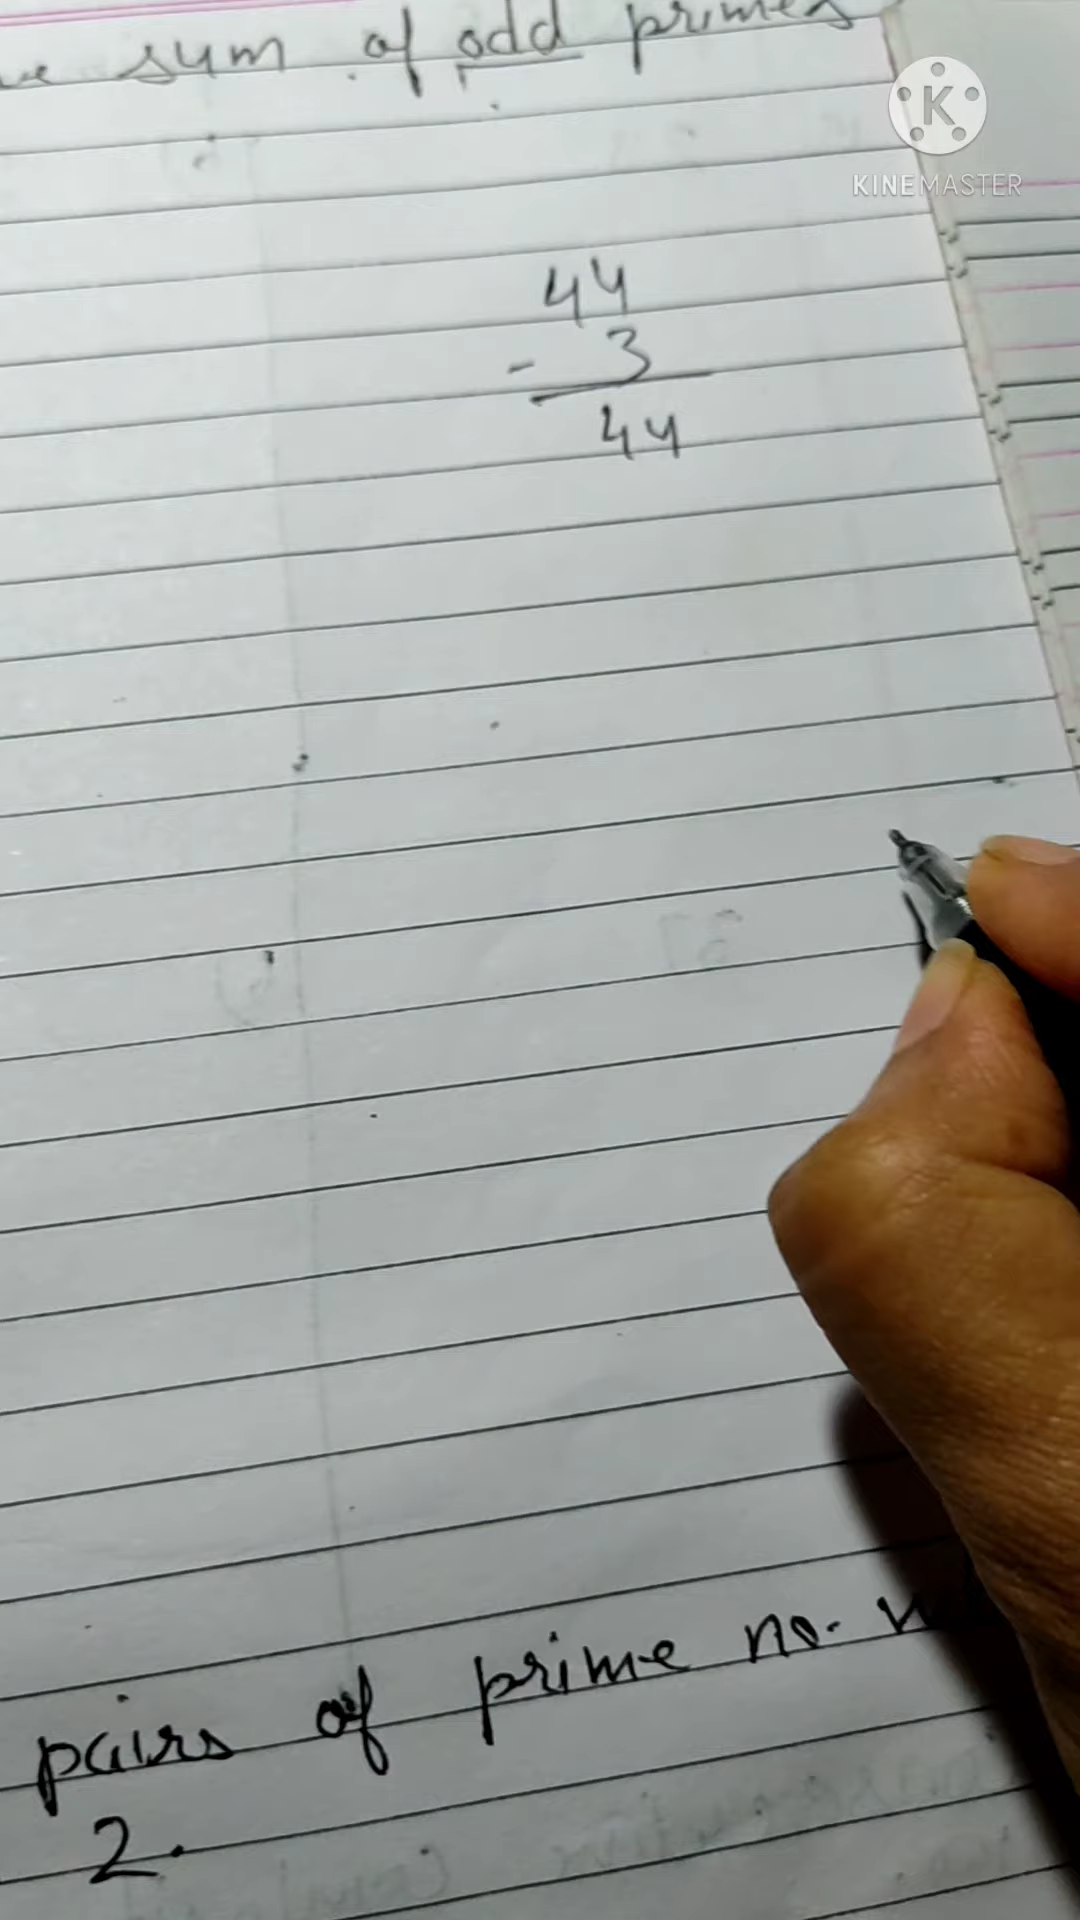 sum of odd primes
K
KINEMASTER
44
- 3
44
pairs of prime no.
2.